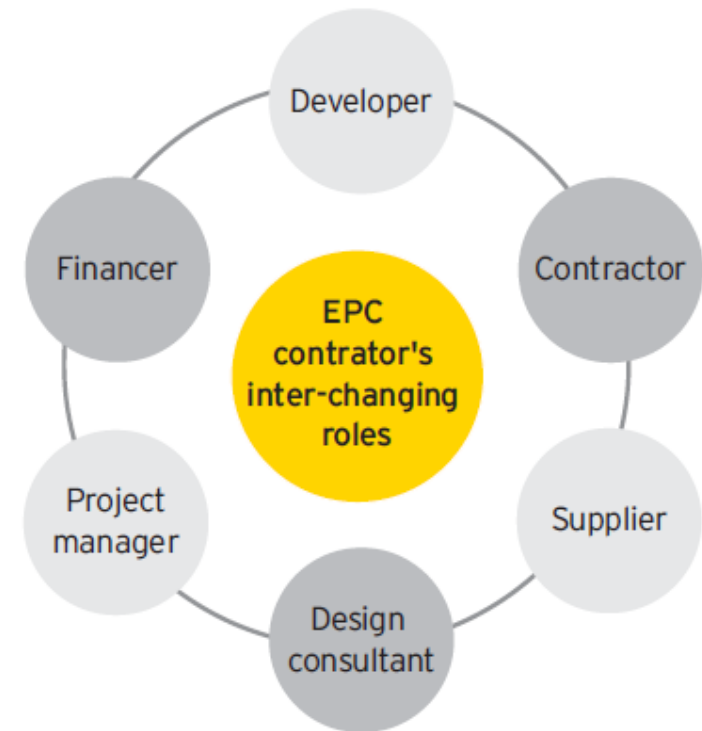 Developer
Financer
Contractor
EPC
contrator's
inter-changing
roles
Project
manager
Supplier
Design
consultant